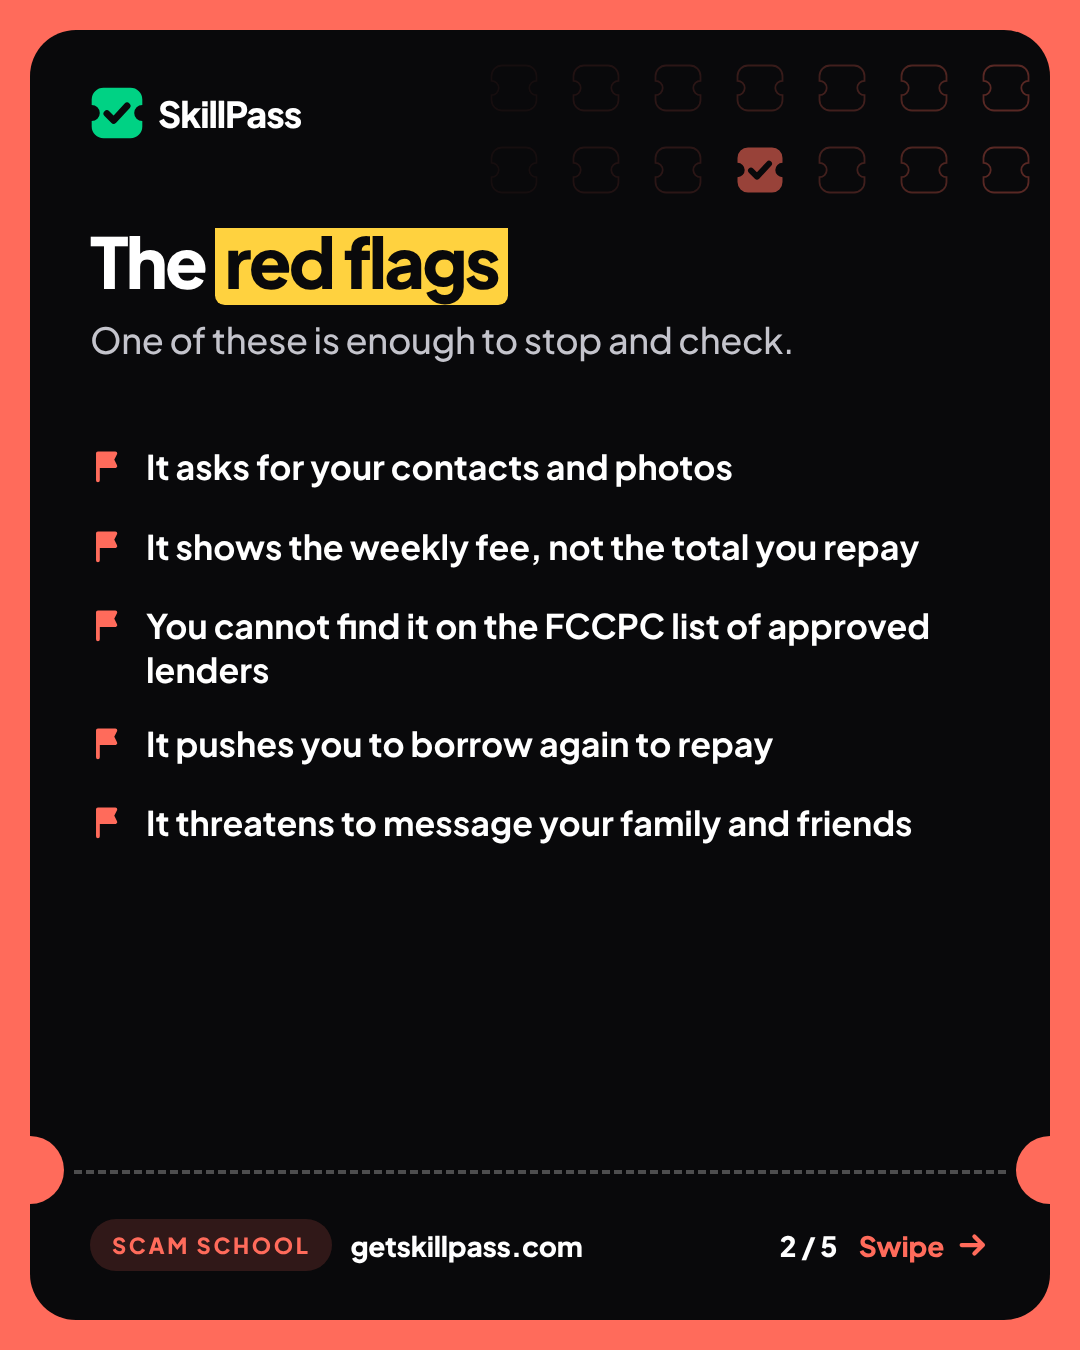 SkillPass
The red flags
One of these is enough to stop and check.
It asks for your contacts and photos
It shows the weekly fee, not the total you repay
You cannot find it on the FCCPC list of approved
lenders
It pushes you to borrow again to repay
It threatens to message your family and friends
SCAM SCHOOL getskillpass.com 2 / 5 Swipe →